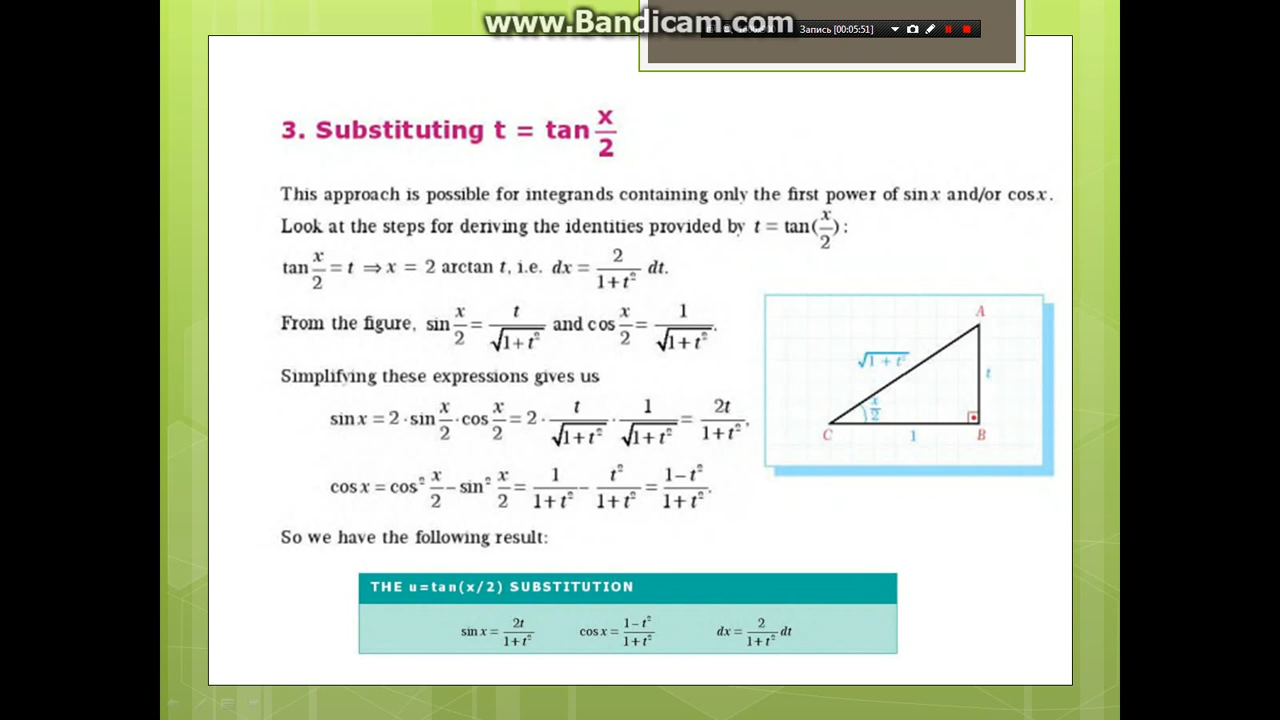 www.Bandicam.com
Запись [00:05:51]
3. Substituting t = tan x/2
This approach is possible for integrands containing only the first power of sin x and/or cos x.
Look at the steps for deriving the identities provided by t = tan(x/2):
tan x/2 = t ⇒ x = 2 arctan t, i.e. dx = 2/(1+t²) dt.
From the figure, sin x/2 = t/√(1+t²) and cos x/2 = 1/√(1+t²).
Simplifying these expressions gives us
sin x = 2 · sin x/2 · cos x/2 = 2 · t/√(1+t²) · 1/√(1+t²) = 2t/(1+t²),
cos x = cos² x/2 − sin² x/2 = 1/(1+t²) − t²/(1+t²) = (1−t²)/(1+t²).
A
√(1+t²)
t
x/2
C
1
B
So we have the following result:
THE u=tan(x/2) SUBSTITUTION
sin x = 2t/(1+t²) cos x = (1−t²)/(1+t²) dx = 2/(1+t²) dt